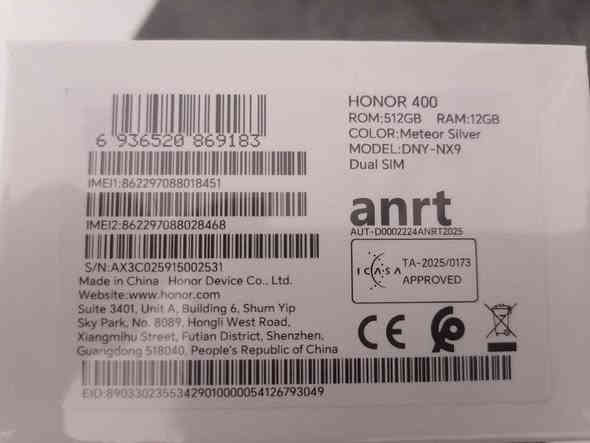 HONOR 400
ROM:512GB RAM:12GB
COLOR:Meteor Silver
MODEL:DNY-NX9
Dual SIM
6 936520 869183
IMEI1:862297088018451
IMEI2:862297088028468
S/N:AX3C025915002531
Made in China Honor Device Co., Ltd.
Website:www.honor.com
Suite 3401, Unit A, Building 6, Shum Yip
Sky Park, No. 8089, Hongli West Road,
Xiangmihu Street, Futian District, Shenzhen,
Guangdong 518040, People's Republic of China
anrt
AUT-D0002224ANRT2025
ICASA
TA-2025/0173
APPROVED
CE
EID:89033023553429010000054126793049